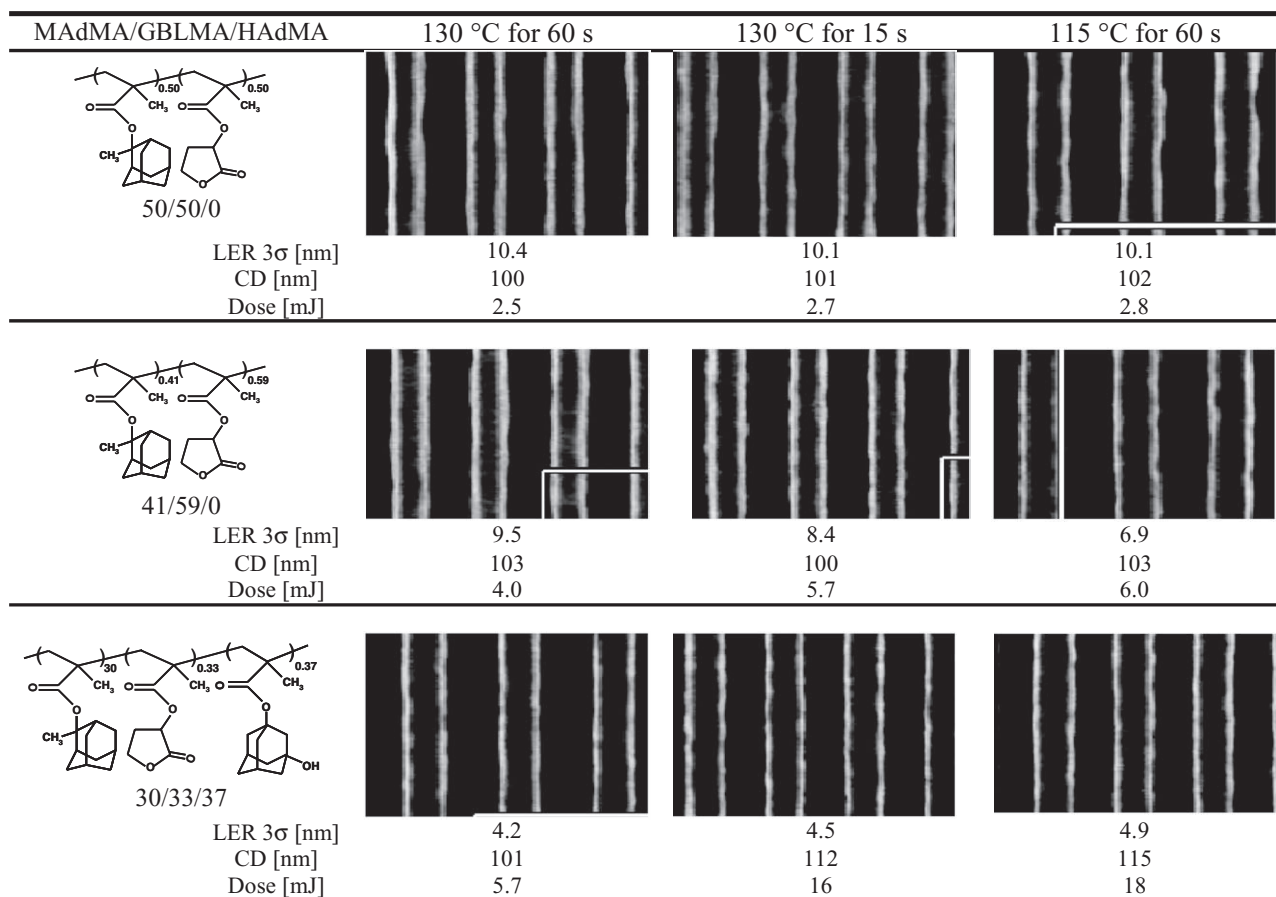 MAdMA/GBLMA/HAdMA 130 °C for 60 s 130 °C for 15 s 115 °C for 60 s
0.50 0.50
O CH₃ O
O O
CH₃
O O
50/50/0
LER 3σ [nm] 10.4 10.1 10.1
CD [nm] 100 101 102
Dose [mJ] 2.5 2.7 2.8
0.41 0.59
O CH₃ O
O O
CH₃
O O
41/59/0
LER 3σ [nm] 9.5 8.4 6.9
CD [nm] 103 100 103
Dose [mJ] 4.0 5.7 6.0
30 0.33 0.37
O CH₃ O CH₃ O CH₃
O O O
CH₃
O O OH
30/33/37
LER 3σ [nm] 4.2 4.5 4.9
CD [nm] 101 112 115
Dose [mJ] 5.7 16 18